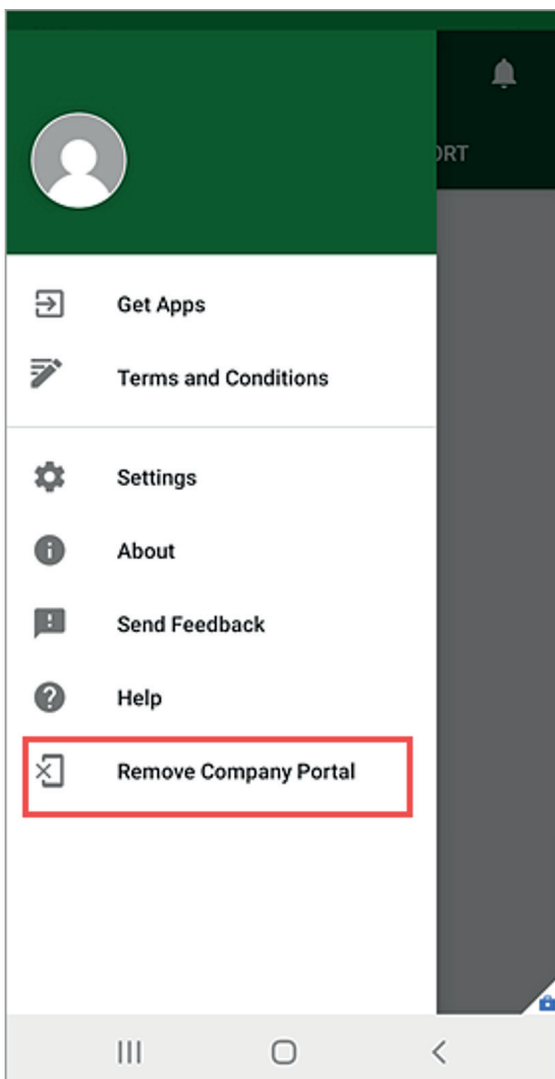 ORT
Get Apps
Terms and Conditions
Settings
About
Send Feedback
Help
Remove Company Portal